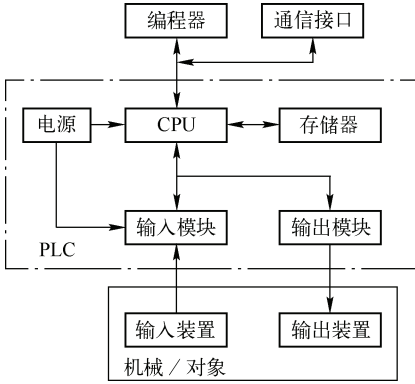 编程器
通信接口
电源
CPU
存储器
输入模块
输出模块
PLC
输入装置
输出装置
机械/对象